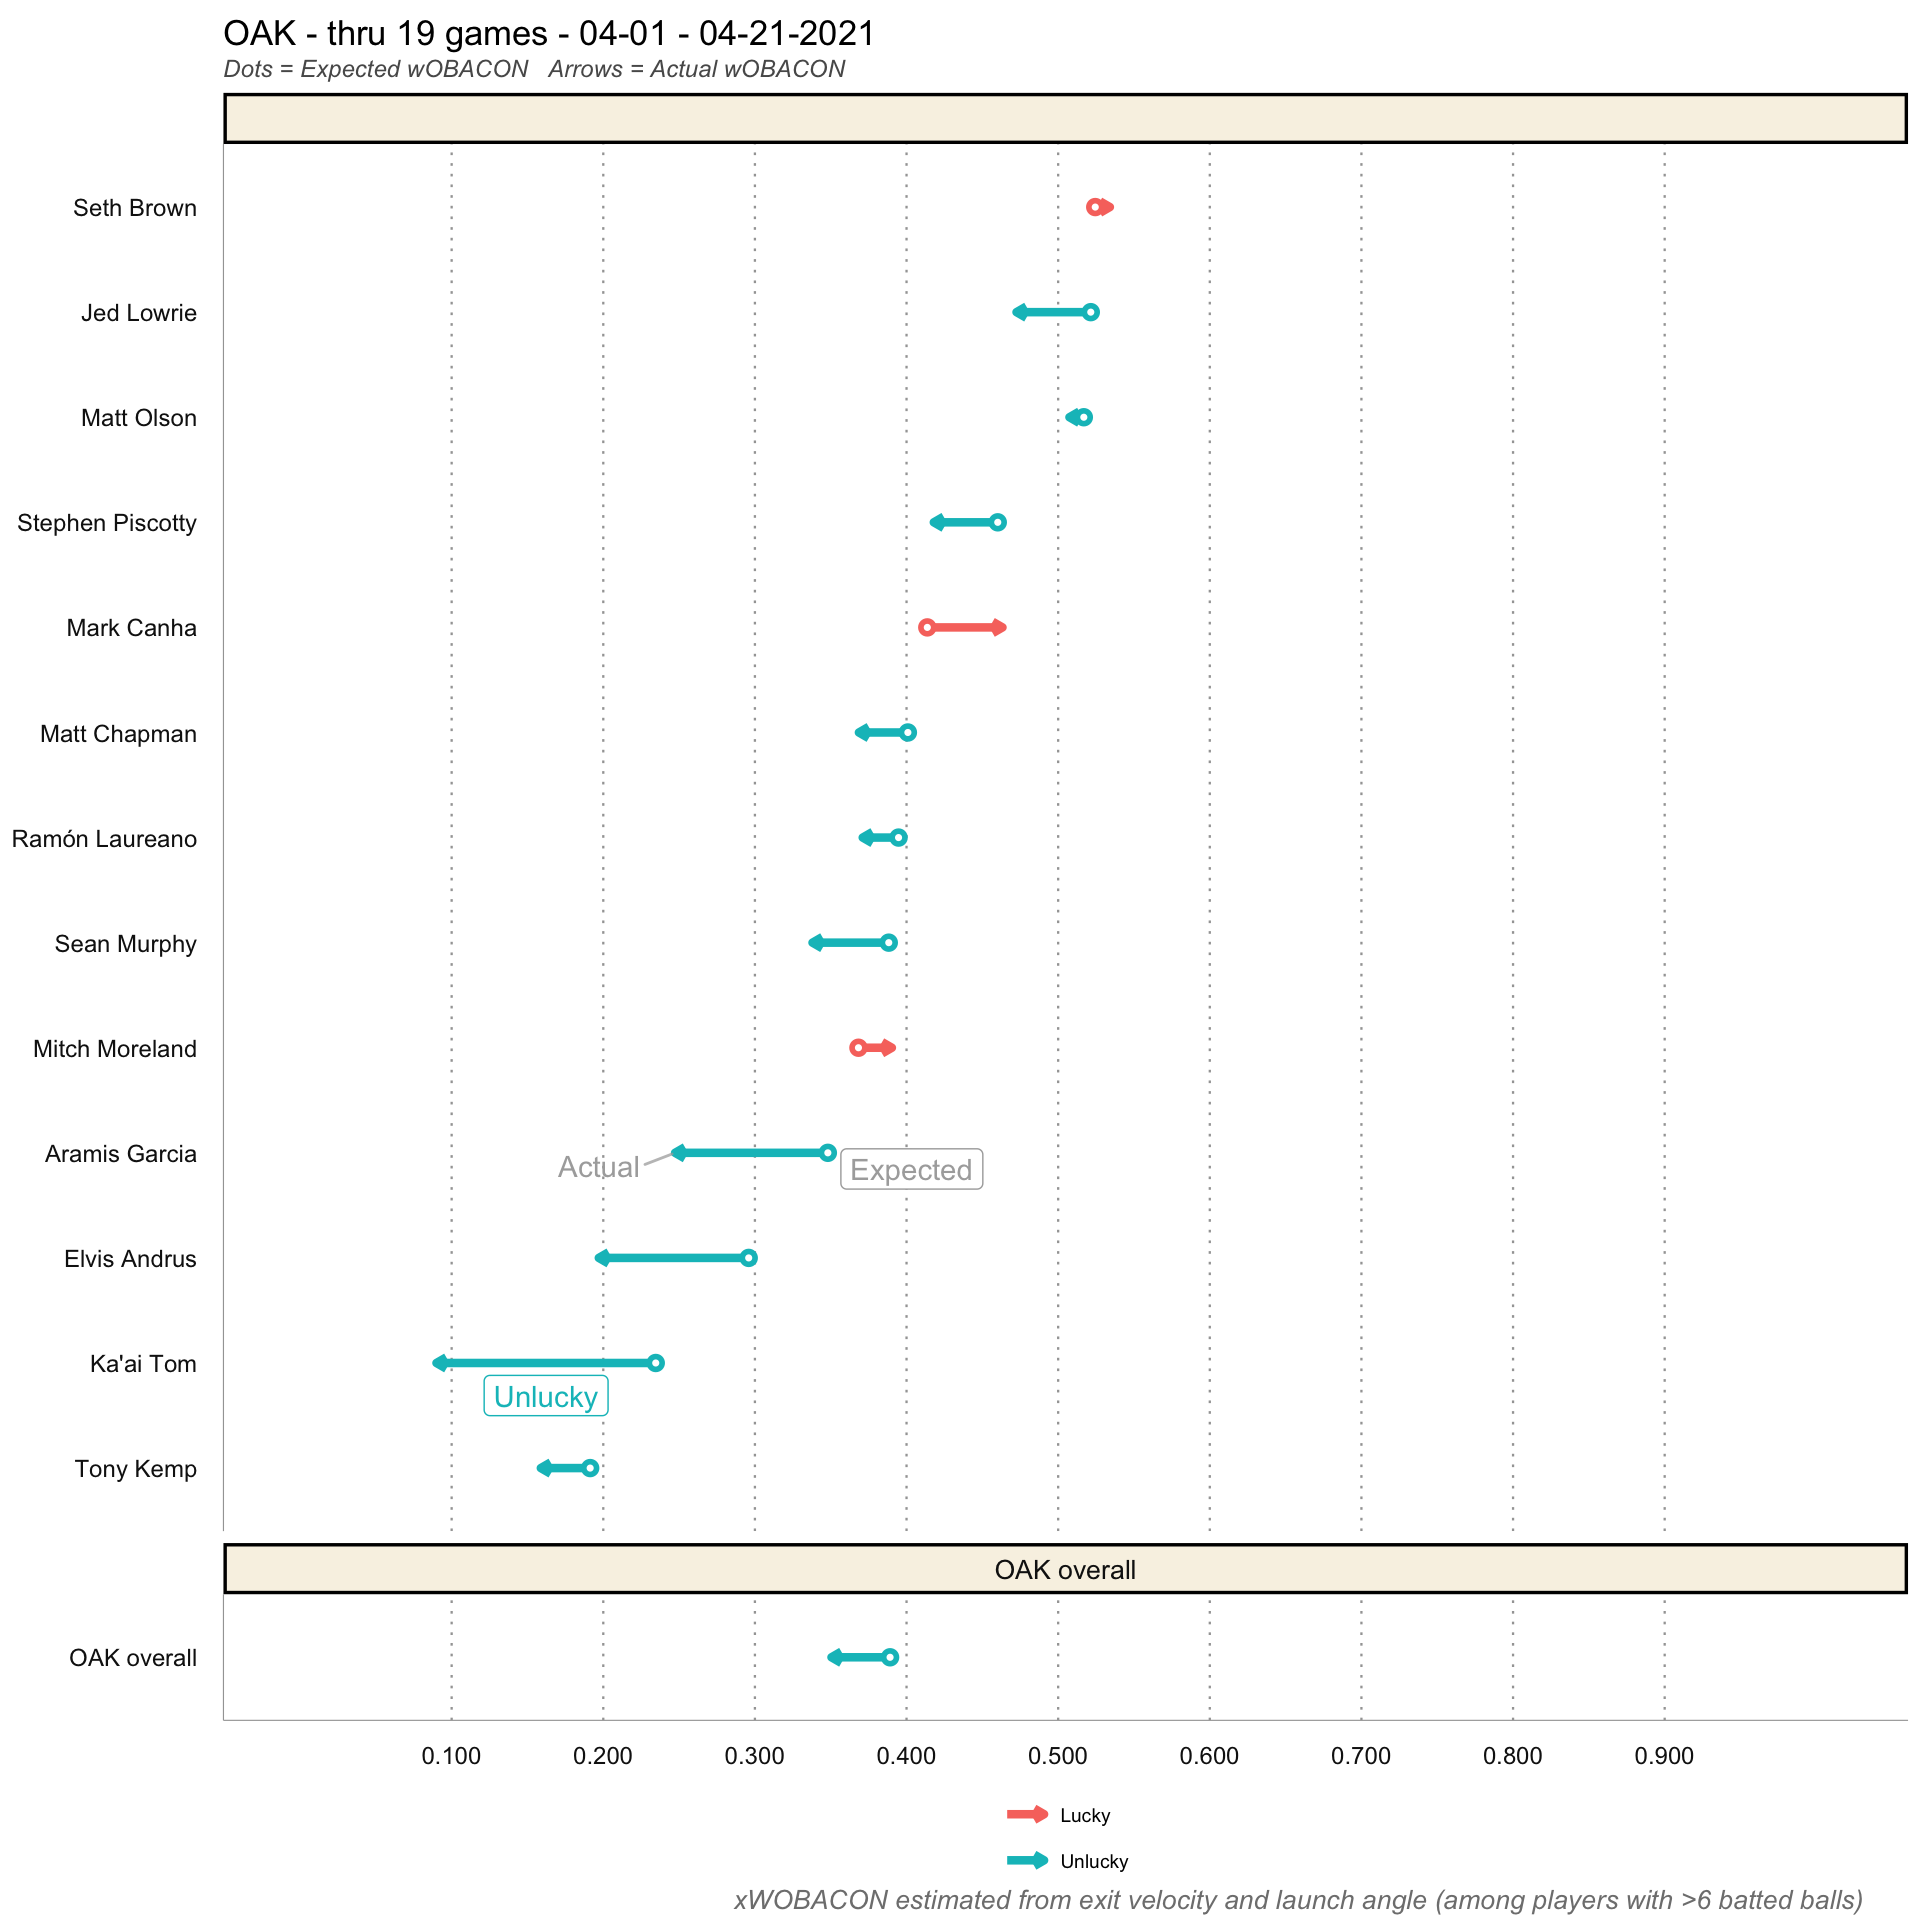 OAK - thru 19 games - 04-01 - 04-21-2021
Dots = Expected wOBACON   Arrows = Actual wOBACON
Seth Brown
Jed Lowrie
Matt Olson
Stephen Piscotty
Mark Canha
Matt Chapman
Ramón Laureano
Sean Murphy
Mitch Moreland
Aramis Garcia
Actual
Expected
Elvis Andrus
Ka'ai Tom
Unlucky
Tony Kemp
OAK overall
OAK overall
0.100 0.200 0.300 0.400 0.500 0.600 0.700 0.800 0.900
Lucky
Unlucky
xWOBACON estimated from exit velocity and launch angle (among players with >6 batted balls)